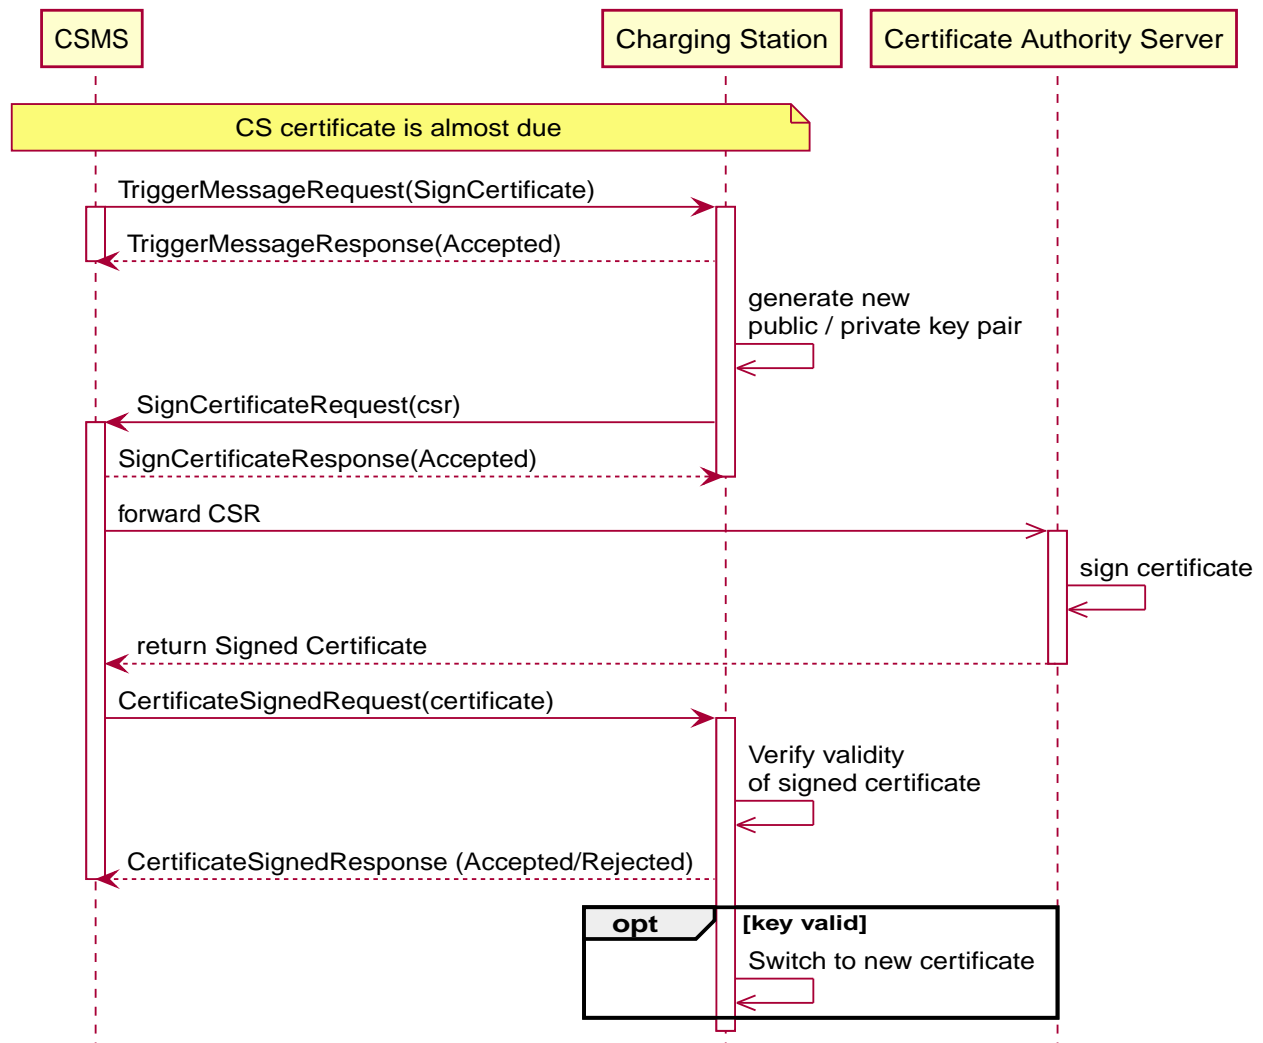 CSMS
Charging Station
Certificate Authority Server
CS certificate is almost due
TriggerMessageRequest(SignCertificate)
TriggerMessageResponse(Accepted)
generate new
public / private key pair
SignCertificateRequest(csr)
SignCertificateResponse(Accepted)
forward CSR
sign certificate
return Signed Certificate
CertificateSignedRequest(certificate)
Verify validity
of signed certificate
CertificateSignedResponse (Accepted/Rejected)
opt
[key valid]
Switch to new certificate